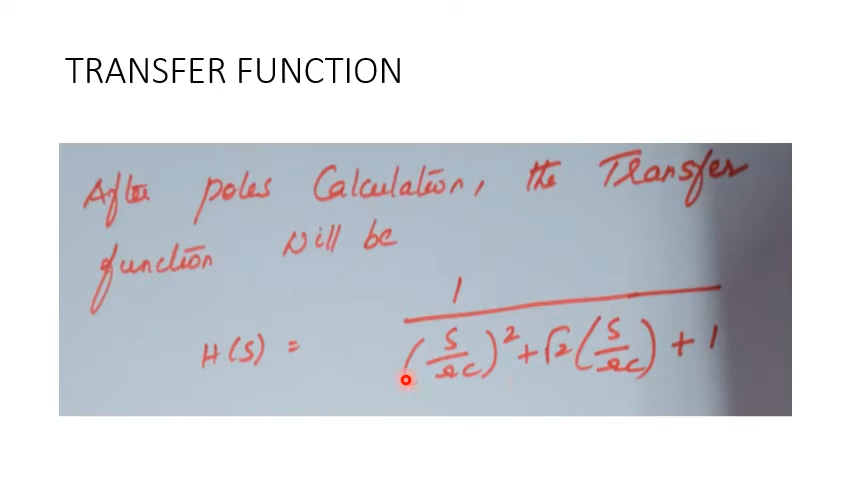 TRANSFER FUNCTION
After poles Calculation, the Transfer
function will be
H(S) = 1 / ((S/ΩC)² + √2 (S/ΩC) + 1)